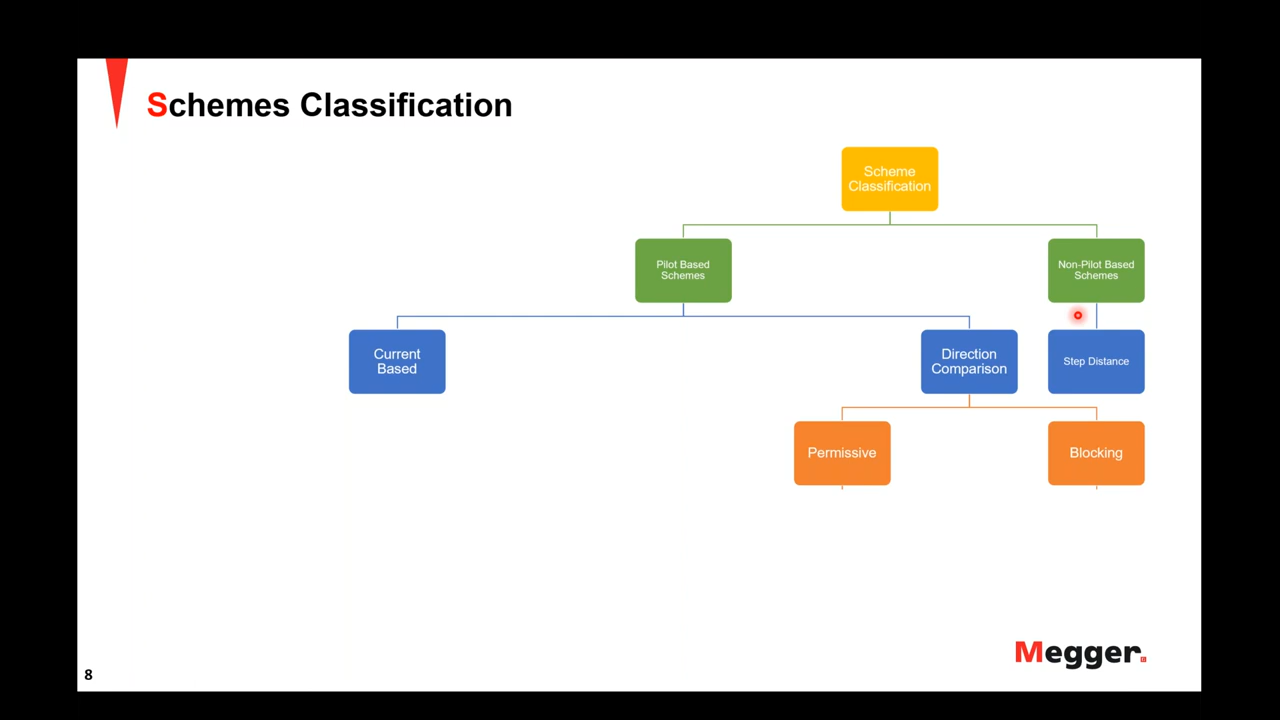 Schemes Classification
Scheme
Classification
Pilot Based
Schemes
Non-Pilot Based
Schemes
Current
Based
Direction
Comparison
Step Distance
Permissive
Blocking
Megger
8